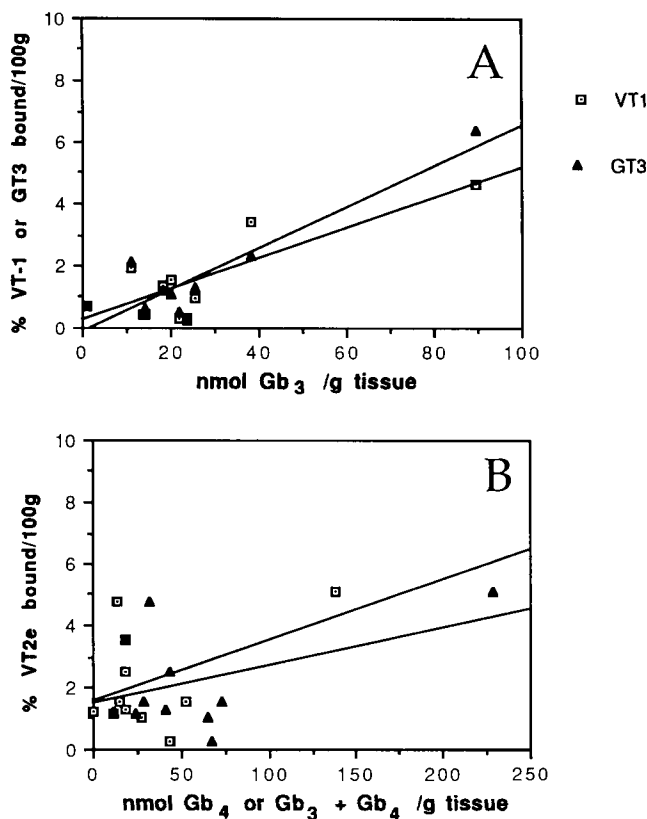 A
10
8
6
4
2
0
% VT-1 or GT3 bound/100g
0 20 40 60 80 100
nmol Gb3 /g tissue
VT1
GT3
B
10
8
6
4
2
0
% VT2e bound/100g
0 50 100 150 200 250
nmol Gb4 or Gb3 + Gb4 /g tissue